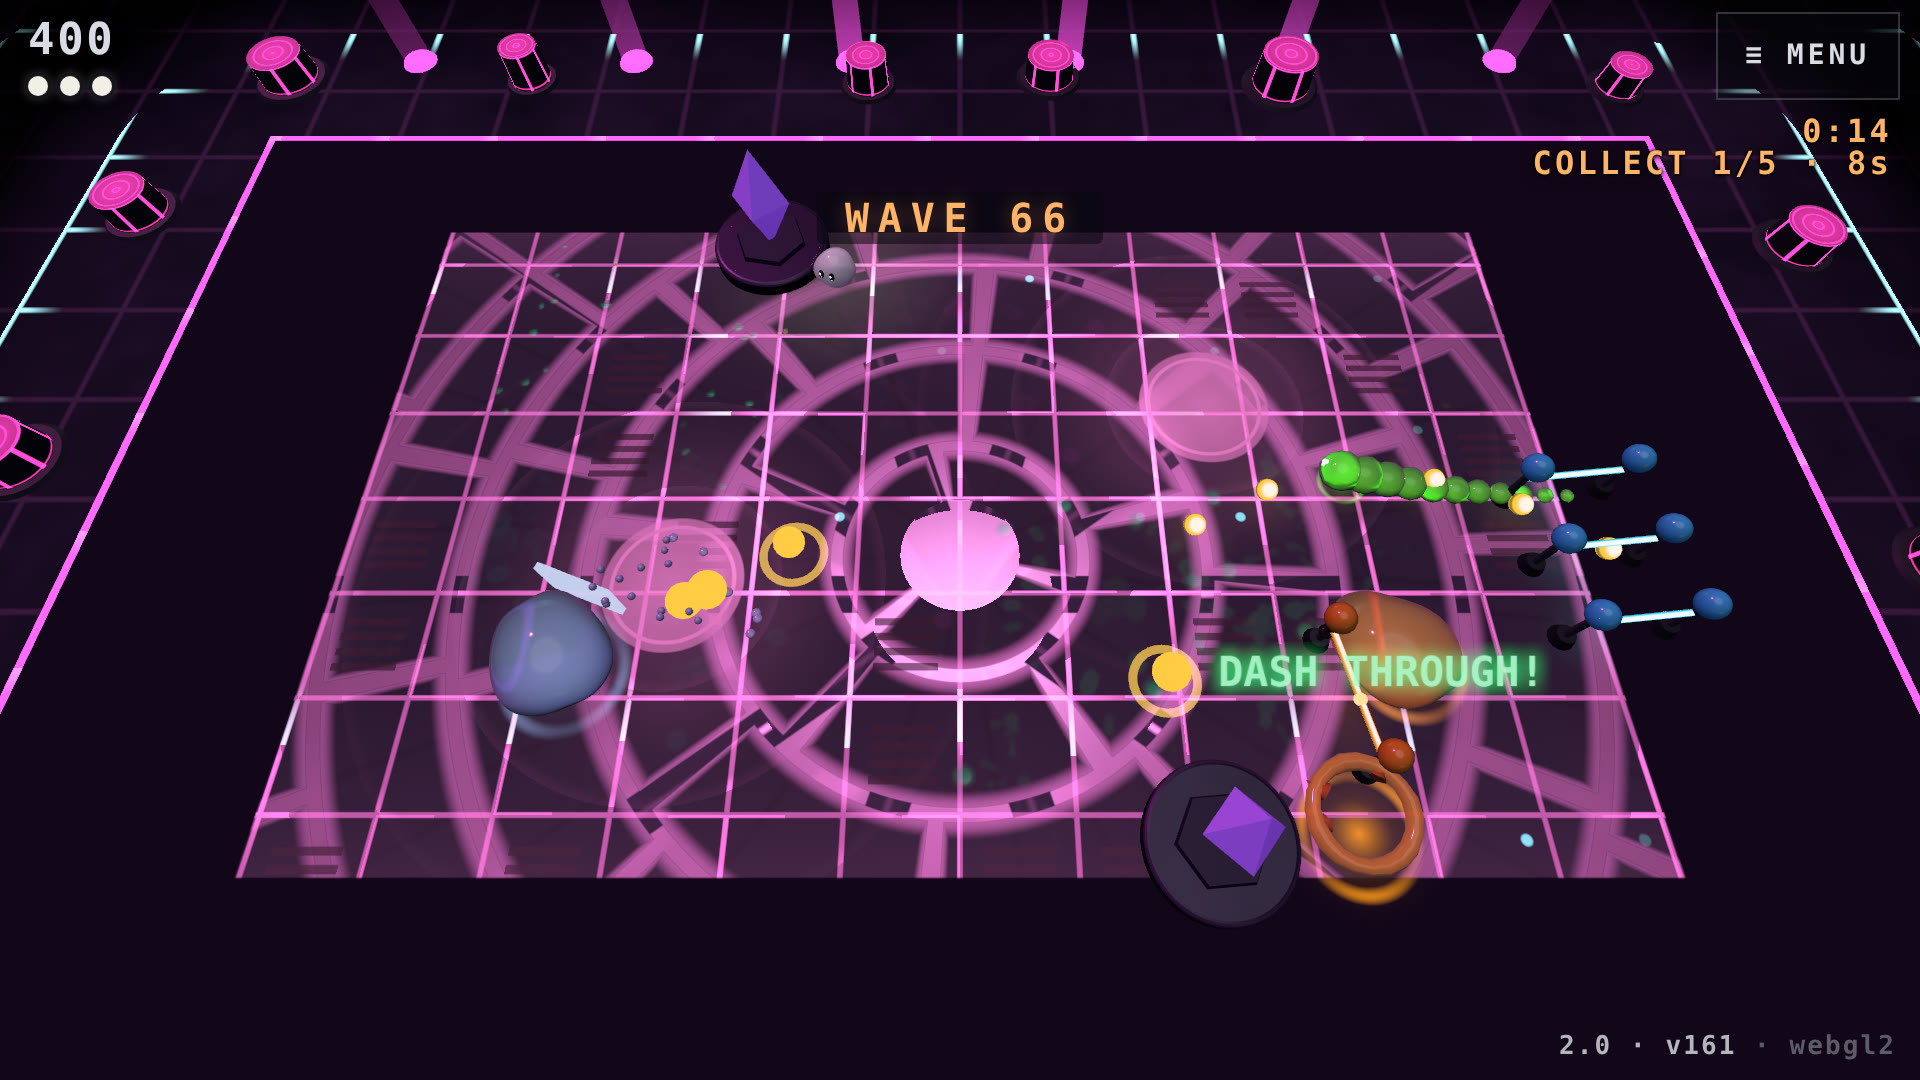 400
≡ MENU
0:14
COLLECT 1/5 · 8s
WAVE 66
DASH THROUGH!
2.0 · v161 · webgl2